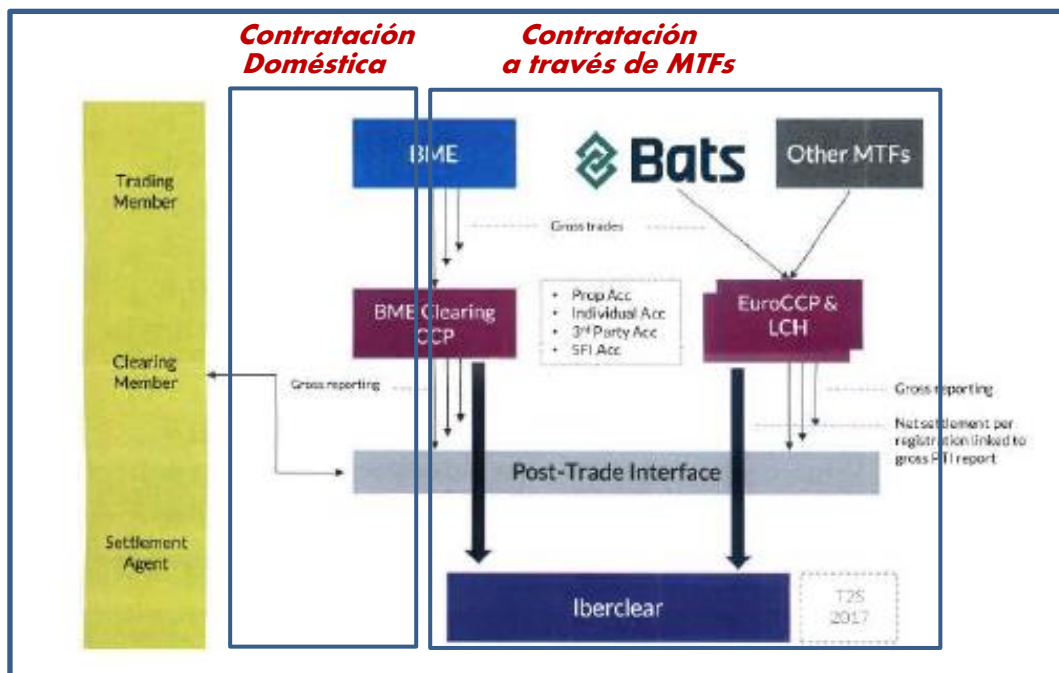 Contratación
Doméstica
Contratación
a través de MTFs
Trading
Member
BME
Bats
Other MTFs
Gross trades
BME Clearing
CCP
• Prop Acc
• Individual Acc
• 3rd Party Acc
• SFI Acc
EuroCCP &
LCH
Clearing
Member
Gross reporting
Gross reporting
Net settlement per
registration linked to
gross PTI report
Post-Trade Interface
Settlement
Agent
Iberclear
T2S
2017